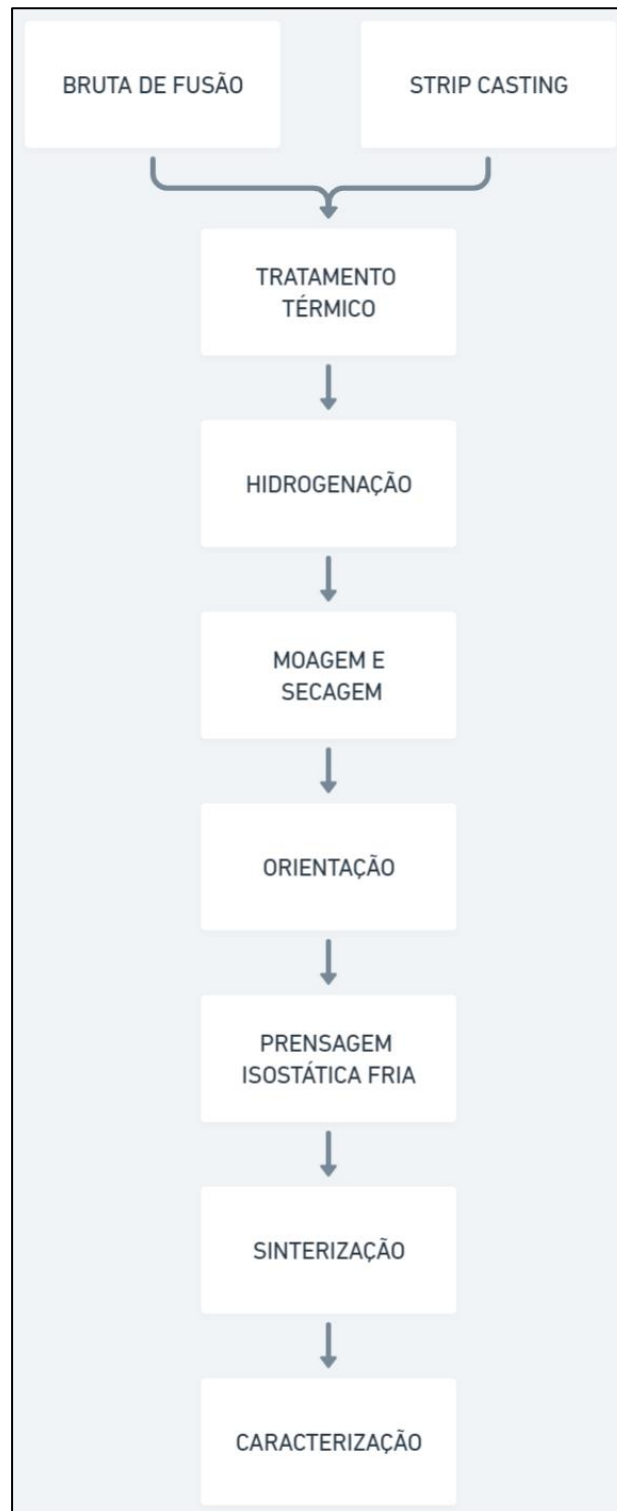 BRUTA DE FUSÃO
STRIP CASTING
TRATAMENTO
TÉRMICO
HIDROGENAÇÃO
MOAGEM E
SECAGEM
ORIENTAÇÃO
PRENSAGEM
ISOSTÁTICA FRIA
SINTERIZAÇÃO
CARACTERIZAÇÃO